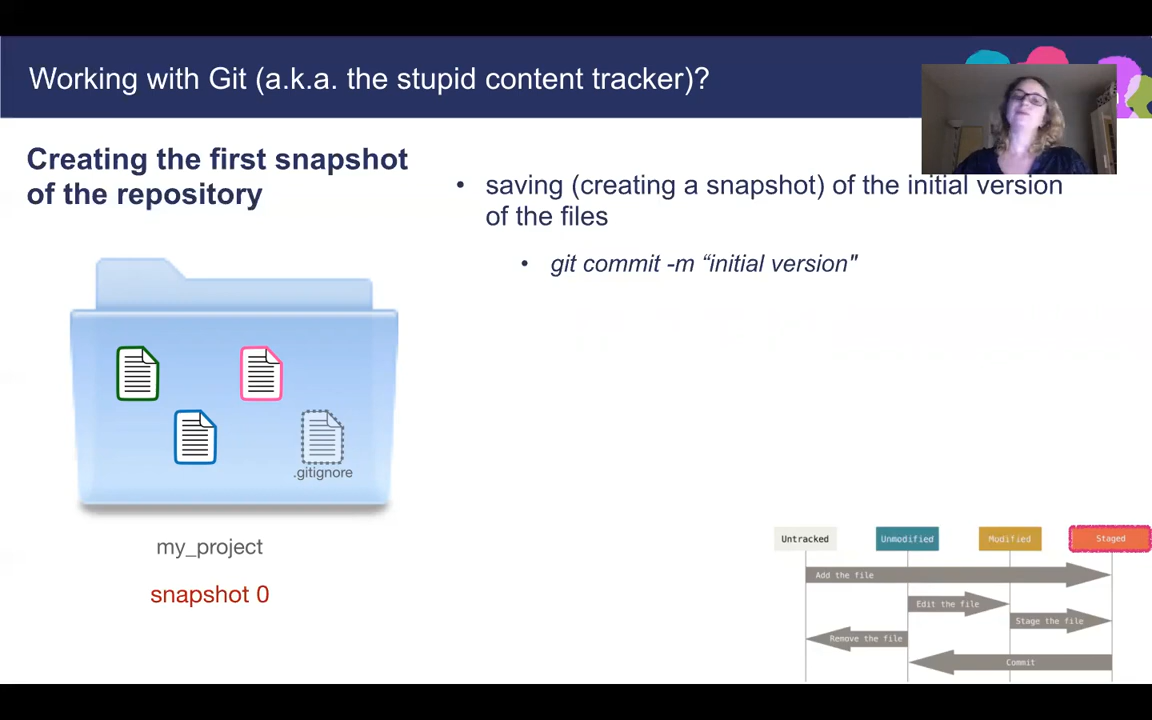 Working with Git (a.k.a. the stupid content tracker)?
Creating the first snapshot
of the repository
• saving (creating a snapshot) of the initial version
of the files
• git commit -m “initial version"
.gitignore
my_project
snapshot 0
Untracked
Unmodified
Modified
Staged
Add the file
Edit the file
Stage the file
Remove the file
Commit